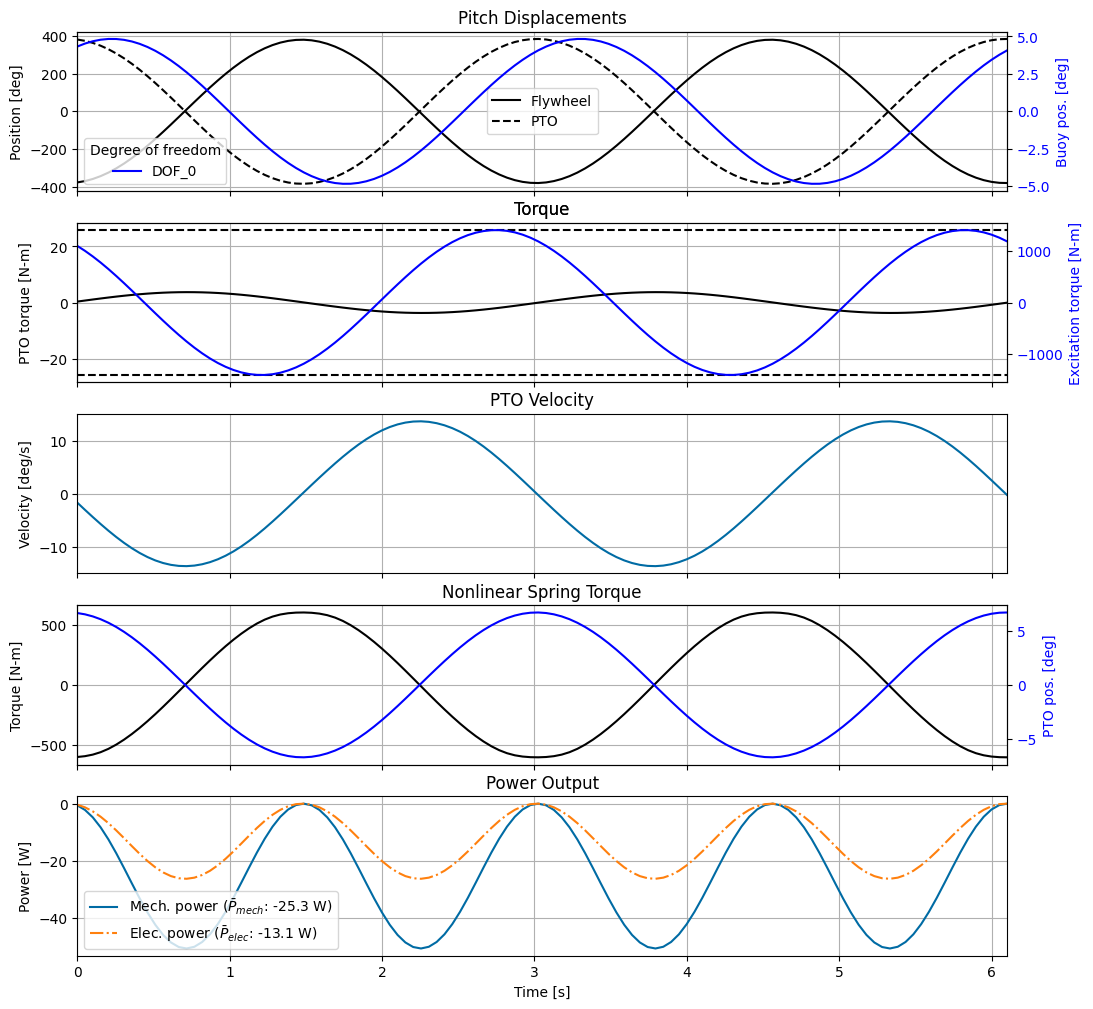 Pitch Displacements
Position [deg]
400
200
0
−200
−400
Flywheel
PTO
Degree of freedom
DOF_0
5.0
2.5
0.0
−2.5
−5.0
Buoy pos. [deg]
Torque
PTO torque [N-m]
20
0
−20
1000
0
−1000
Excitation torque [N-m]
PTO Velocity
Velocity [deg/s]
10
0
−10
Nonlinear Spring Torque
Torque [N-m]
500
0
−500
5
0
−5
PTO pos. [deg]
Power Output
Power [W]
0
−20
−40
Mech. power (P̄mech: -25.3 W)
Elec. power (P̄elec: -13.1 W)
0 1 2 3 4 5 6
Time [s]